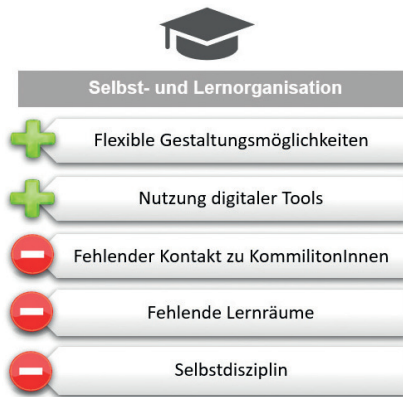 Selbst- und Lernorganisation
Flexible Gestaltungsmöglichkeiten
Nutzung digitaler Tools
Fehlender Kontakt zu KommilitonInnen
Fehlende Lernräume
Selbstdisziplin